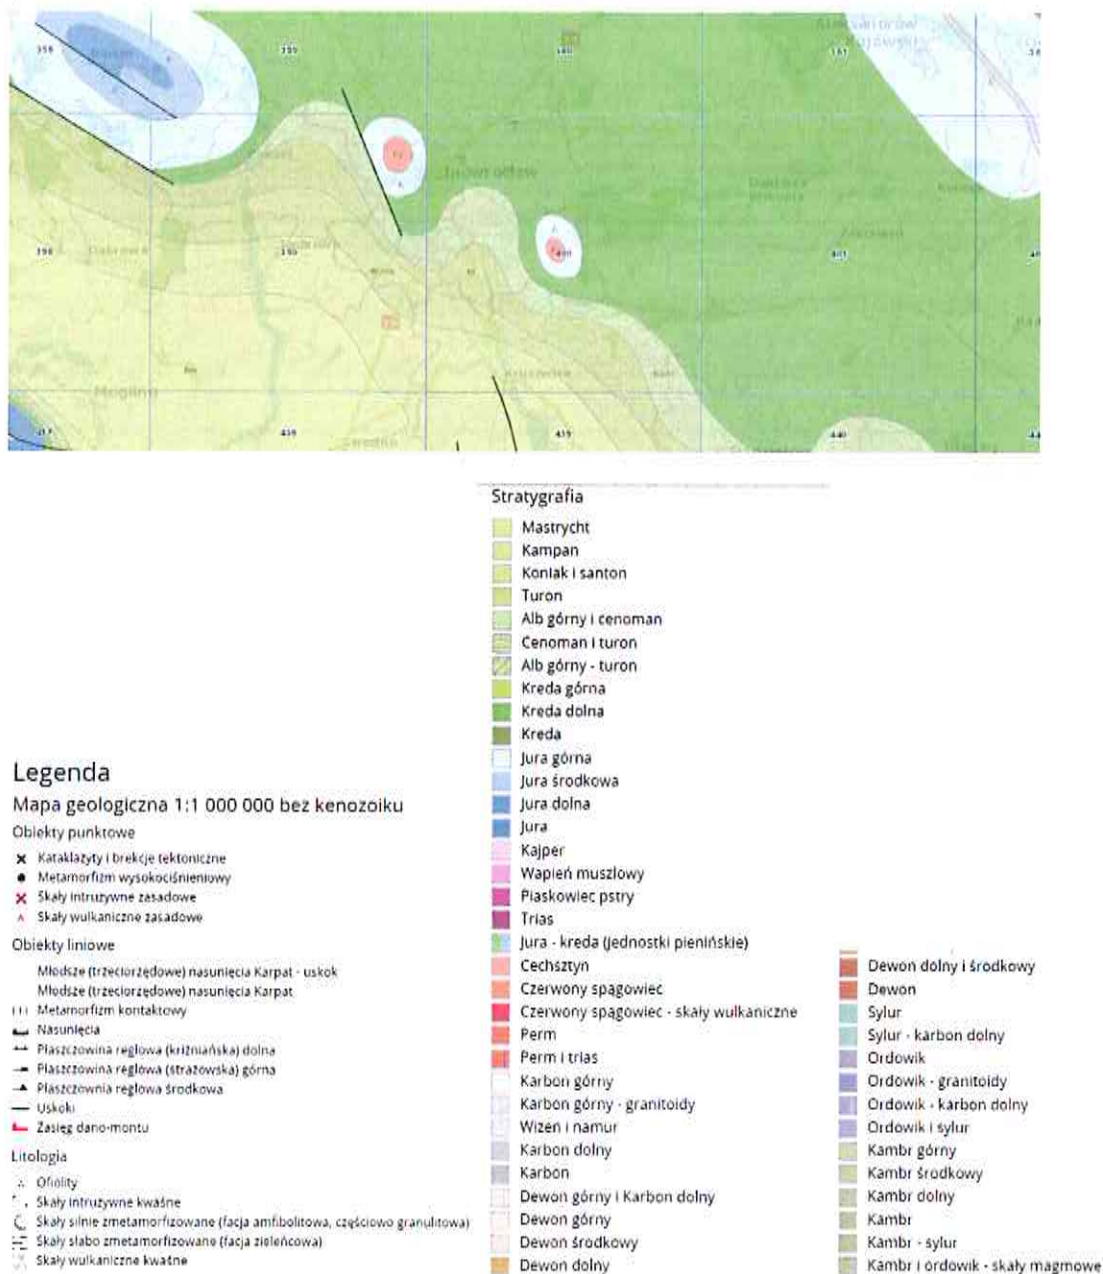 359
380
399
400
401
439
440
Mogilno
Legenda
Mapa geologiczna 1:1 000 000 bez kenozoiku
Obiekty punktowe
Kataklazyty i brekcje tektoniczne
Metamorfizm wysokociśnieniowy
Skały intruzywne zasadowe
Skały wulkaniczne zasadowe
Obiekty liniowe
Młodsze (trzeciorzędowe) nasunięcia Karpat - uskok
Młodsze (trzeciorzędowe) nasunięcia Karpat
Metamorfizm kontaktowy
Nasunięcia
Płaszczowina reglowa (kriżniańska) dolna
Płaszczowina reglowa (strażowska) górna
Płaszczownia reglowa środkowa
Uskoki
Zasięg dano-montu
Litologia
Ofiolity
Skały intruzywne kwaśne
Skały silnie zmetamorfizowane (facja amfibolitowa, częściowo granulitowa)
Skały słabo zmetamorfizowane (facja zieleńcowa)
Skały wulkaniczne kwaśne
Stratygrafia
Mastrycht
Kampan
Koniak i santon
Turon
Alb górny i cenoman
Cenoman i turon
Alb górny - turon
Kreda górna
Kreda dolna
Kreda
Jura górna
Jura środkowa
Jura dolna
Jura
Kajper
Wapień muszlowy
Piaskowiec pstry
Trias
Jura - kreda (jednostki pienińskie)
Cechsztyn
Czerwony spągowiec
Czerwony spągowiec - skały wulkaniczne
Perm
Perm i trias
Karbon górny
Karbon górny - granitoidy
Wizen i namur
Karbon dolny
Karbon
Dewon górny i Karbon dolny
Dewon górny
Dewon środkowy
Dewon dolny
Dewon dolny i środkowy
Dewon
Sylur
Sylur - karbon dolny
Ordowik
Ordowik - granitoidy
Ordowik - karbon dolny
Ordowik i sylur
Kambr górny
Kambr środkowy
Kambr dolny
Kambr
Kambr - sylur
Kambr i ordowik - skały magmowe